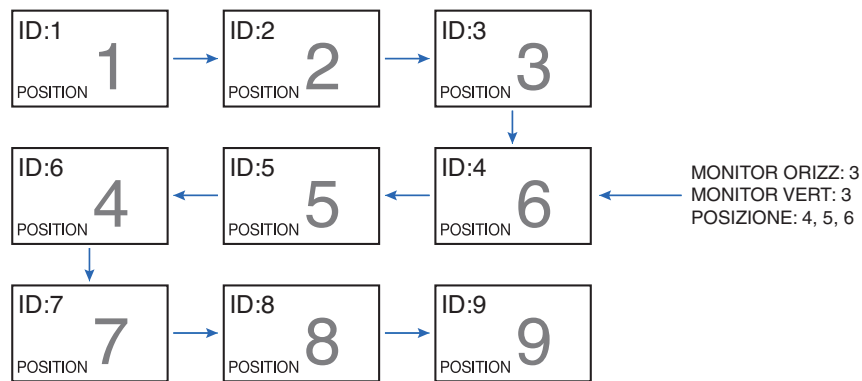 ID:1
POSITION 1
ID:2
POSITION 2
ID:3
POSITION 3
ID:6
POSITION 4
ID:5
POSITION 5
ID:4
POSITION 6
MONITOR ORIZZ: 3
MONITOR VERT: 3
POSIZIONE: 4, 5, 6
ID:7
POSITION 7
ID:8
POSITION 8
ID:9
POSITION 9